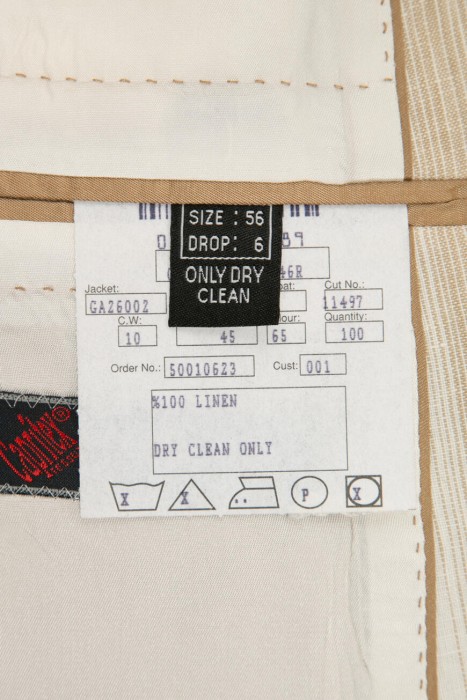 SIZE : 56
DROP: 6
ONLY DRY
CLEAN
46R
Jacket:
Cut No.:
GA26002
11497
C.W:
Quantity:
10
45
65
100
Order No.: 50010623
Cust: 001
%100 LINEN
DRY CLEAN ONLY
X X P X